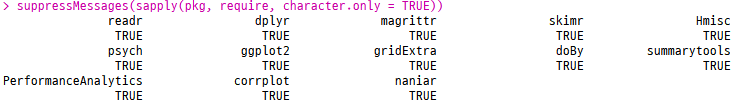 > suppressMessages(sapply(pkg, require, character.only = TRUE))
readr dplyr magrittr skimr Hmisc
TRUE TRUE TRUE TRUE TRUE
psych ggplot2 gridExtra doBy summarytools
TRUE TRUE TRUE TRUE TRUE
PerformanceAnalytics corrplot naniar
TRUE TRUE TRUE